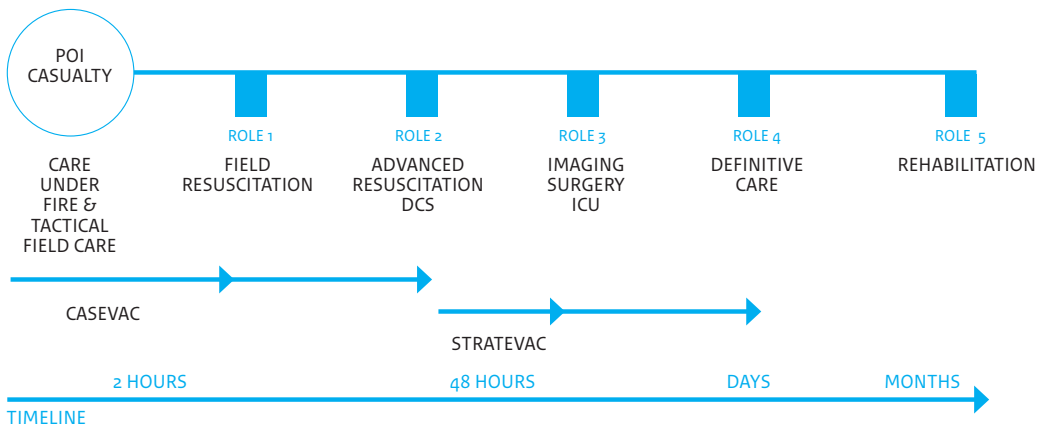 POI
CASUALTY
ROLE 1
ROLE 2
ROLE 3
ROLE 4
ROLE 5
CARE
UNDER
FIRE &
TACTICAL
FIELD CARE
FIELD
RESUSCITATION
ADVANCED
RESUSCITATION
DCS
IMAGING
SURGERY
ICU
DEFINITIVE
CARE
REHABILITATION
CASEVAC
STRATEVAC
2 HOURS
48 HOURS
DAYS
MONTHS
TIMELINE